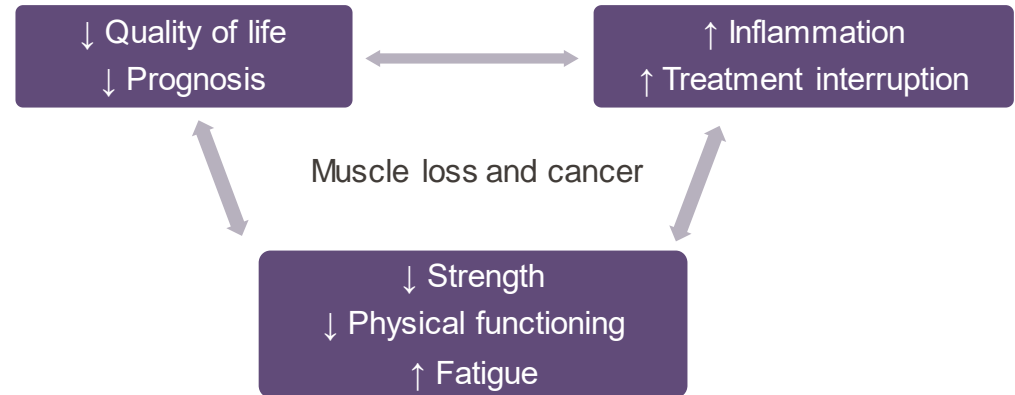 ↓ Quality of life
↓ Prognosis
↑ Inflammation
↑ Treatment interruption
Muscle loss and cancer
↓ Strength
↓ Physical functioning
↑ Fatigue